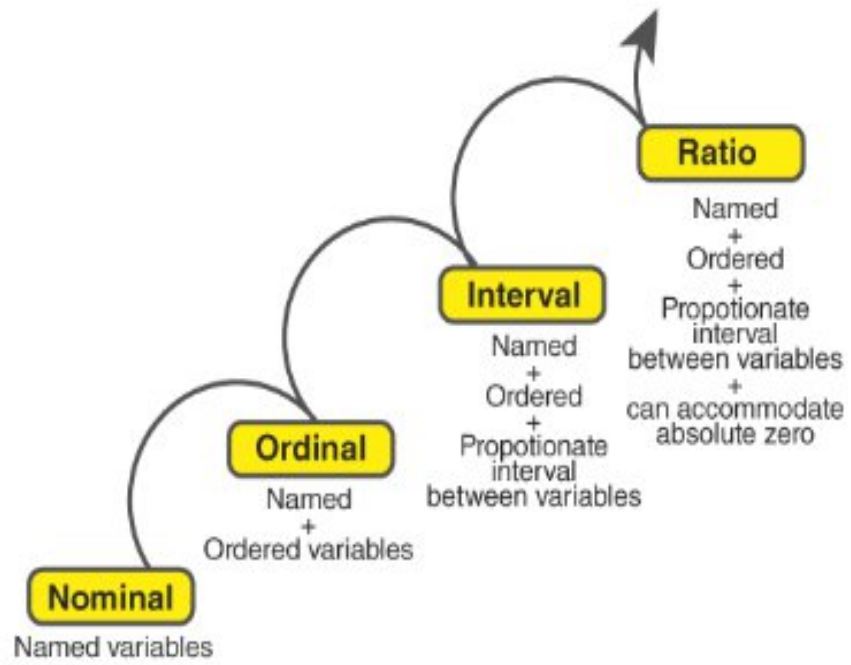 Ratio
Named
+
Ordered
+
Propotionate
interval
between variables
+
can accommodate
absolute zero
Interval
Named
+
Ordered
+
Propotionate
interval
between variables
Ordinal
Named
+
Ordered variables
Nominal
Named variables